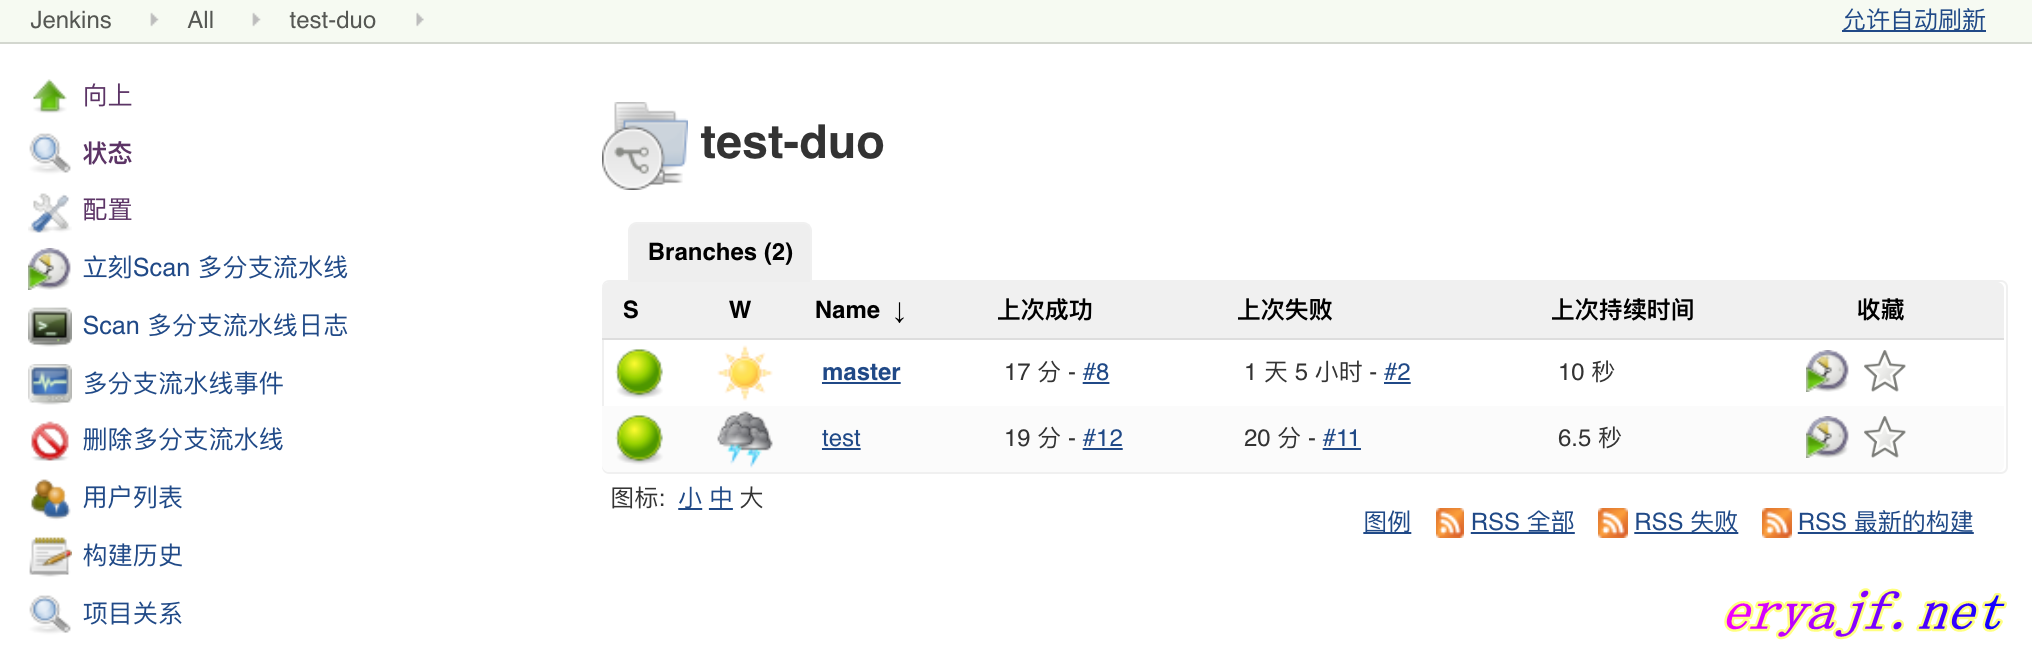 Jenkins All test-duo 允许自动刷新
向上
状态
配置
立刻Scan 多分支流水线
Scan 多分支流水线日志
多分支流水线事件
删除多分支流水线
用户列表
构建历史
项目关系
test-duo
Branches (2)
S W Name ↓ 上次成功 上次失败 上次持续时间 收藏
master 17 分 - #8 1 天 5 小时 - #2 10 秒
test 19 分 - #12 20 分 - #11 6.5 秒
图标: 小 中 大
图例 RSS 全部 RSS 失败 RSS 最新的构建
eryajf.net